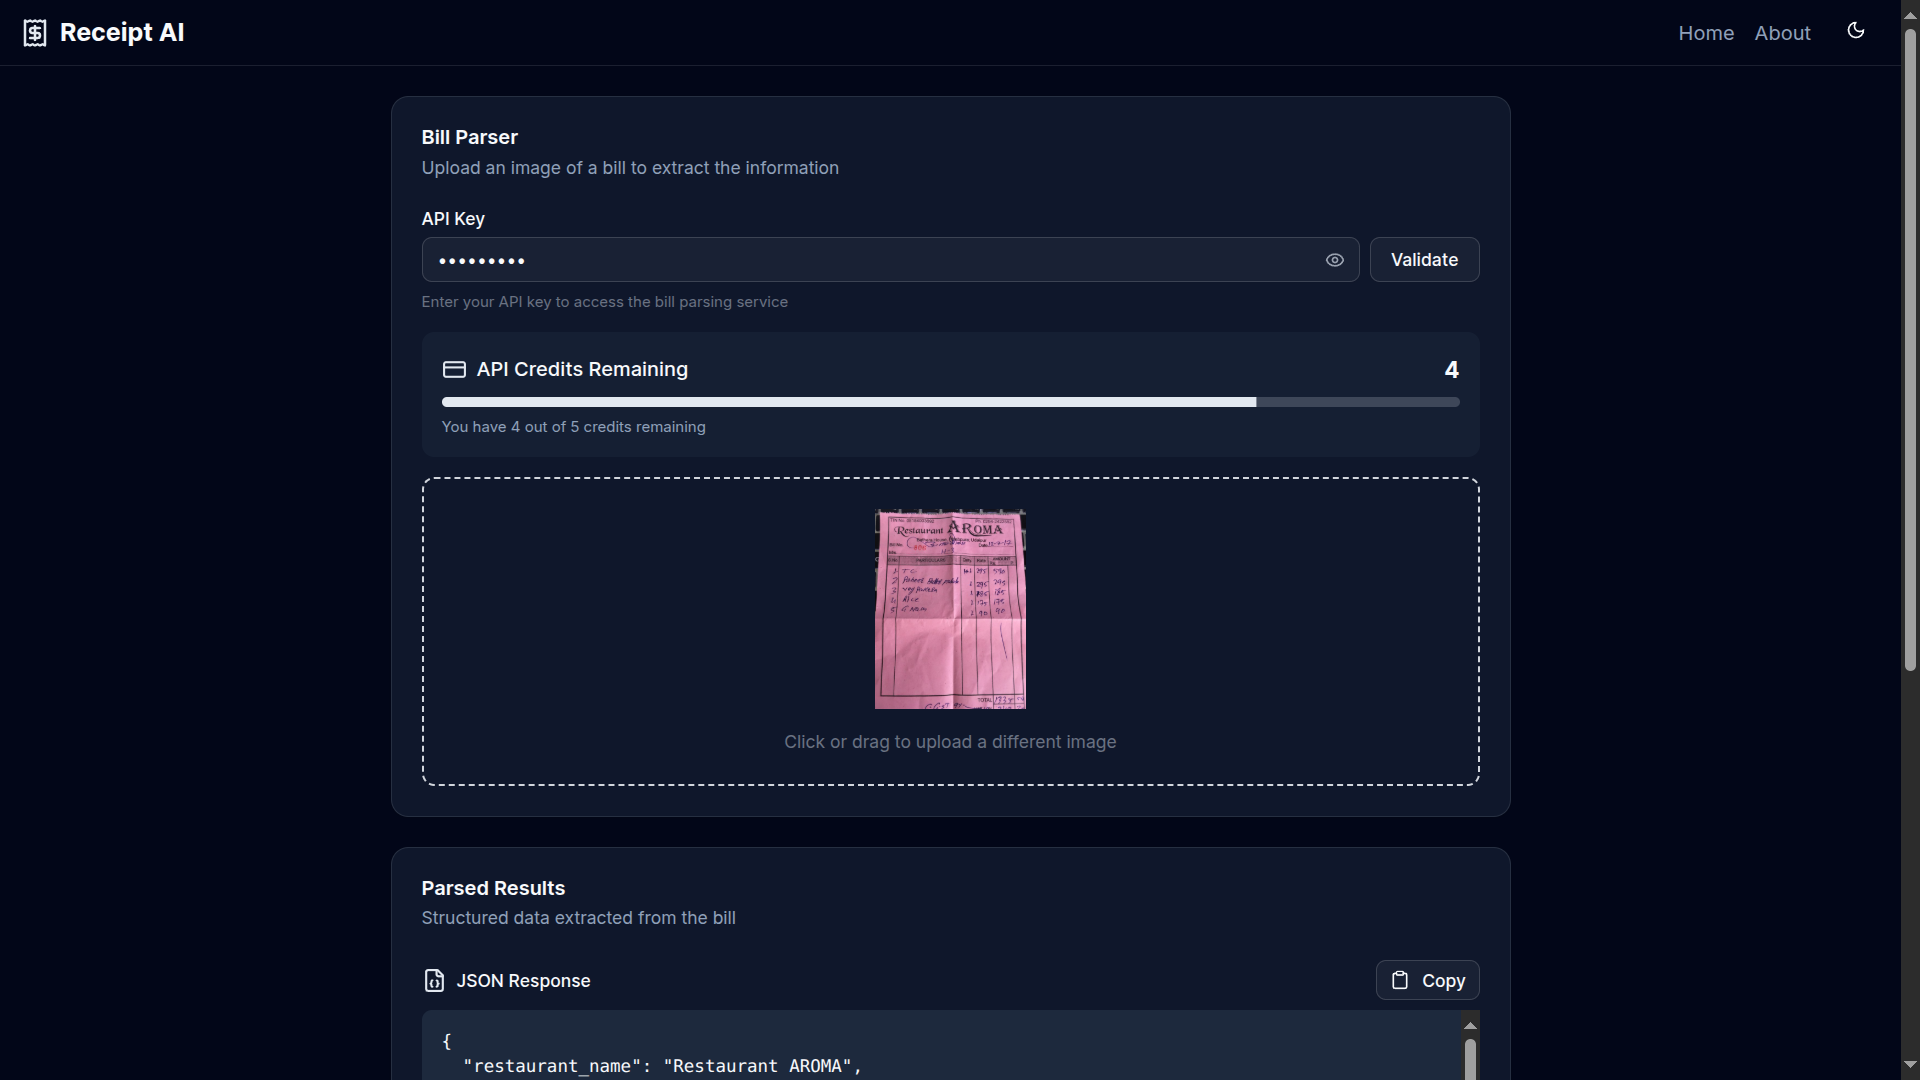 Receipt AI
Home About
Bill Parser
Upload an image of a bill to extract the information
API Key
•••••••••
Validate
Enter your API key to access the bill parsing service
API Credits Remaining
4
You have 4 out of 5 credits remaining
Restaurant AROMA
TOTAL
Click or drag to upload a different image
Parsed Results
Structured data extracted from the bill
JSON Response
Copy
{
"restaurant_name": "Restaurant AROMA",